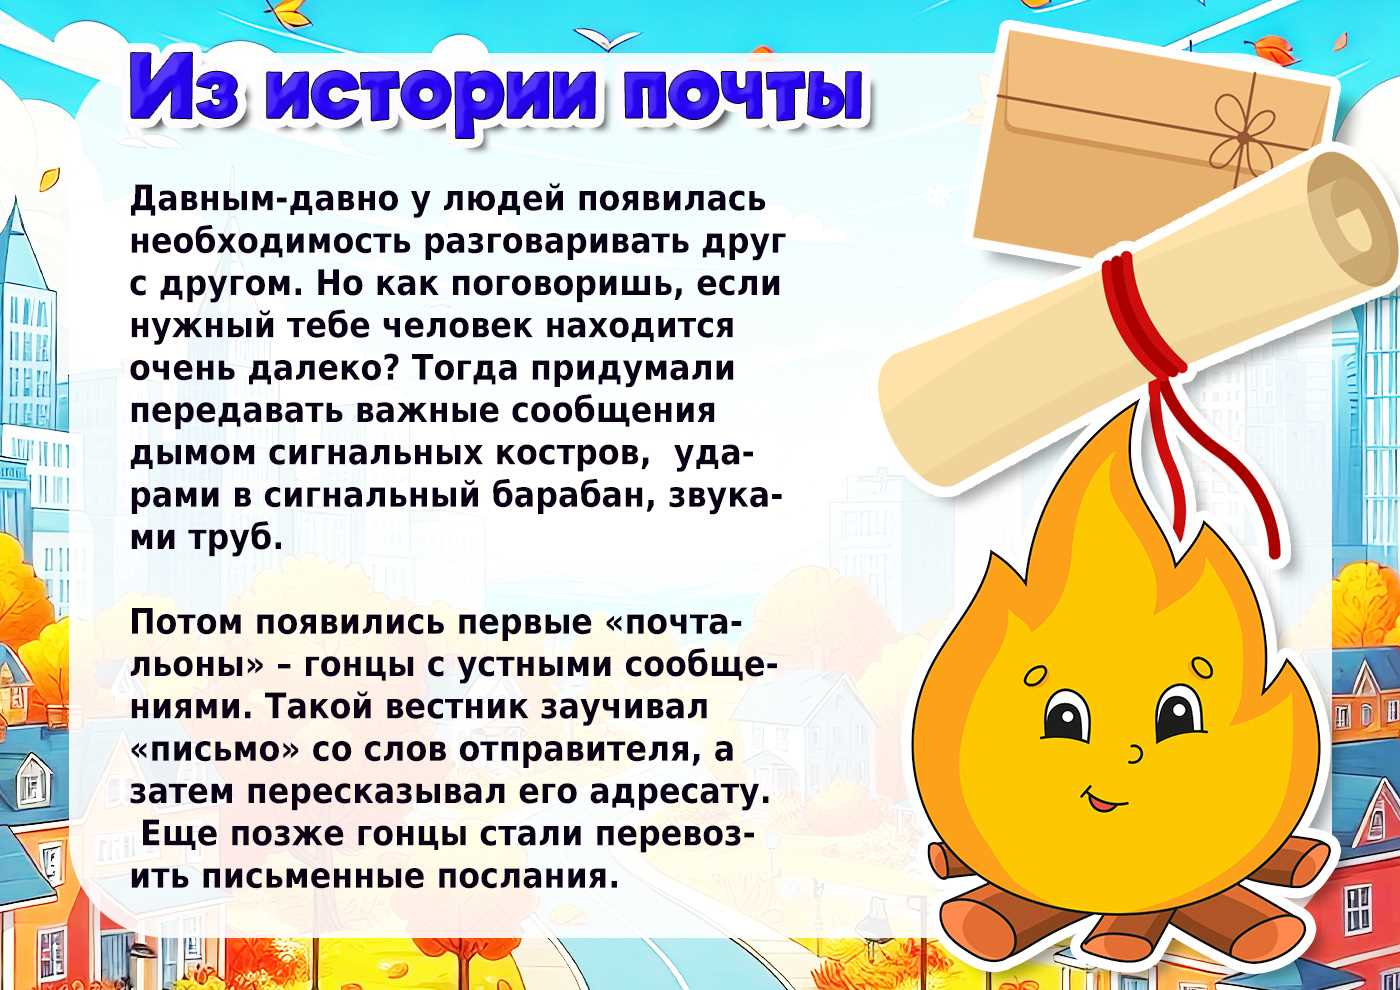 Из истории почты
Давным-давно у людей появилась
необходимость разговаривать друг
с другом. Но как поговоришь, если
нужный тебе человек находится
очень далеко? Тогда придумали
передавать важные сообщения
дымом сигнальных костров,  уда-
рами в сигнальный барабан, звука-
ми труб.
Потом появились первые «почта-
льоны» – гонцы с устными сообще-
ниями. Такой вестник заучивал
«письмо» со слов отправителя, а
затем пересказывал его адресату.
Еще позже гонцы стали перевоз-
ить письменные послания.